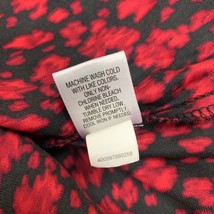 MACHINE WASH COLD
WITH LIKE COLORS.
ONLY NON-
CHLORINE BLEACH
WHEN NEEDED.
TUMBLE DRY LOW.
REMOVE PROMPTLY.
COOL IRON
IF NEEDED.